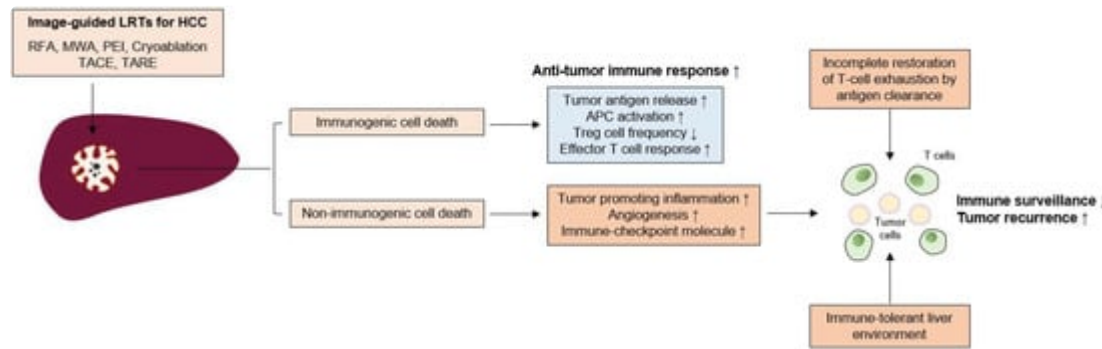 Image-guided LRTs for HCC
RFA, MWA, PEI, Cryoablation
TACE, TARE
Immunogenic cell death
Non-immunogenic cell death
Anti-tumor immune response ↑
Tumor antigen release ↑
APC activation ↑
Treg cell frequency ↓
Effector T cell response ↑
Tumor promoting inflammation ↑
Angiogenesis ↑
Immune-checkpoint molecule ↑
Incomplete restoration
of T-cell exhaustion by
antigen clearance
T cells
Tumor
cells
Immune-tolerant liver
environment
Immune surveillance
Tumor recurrence ↑